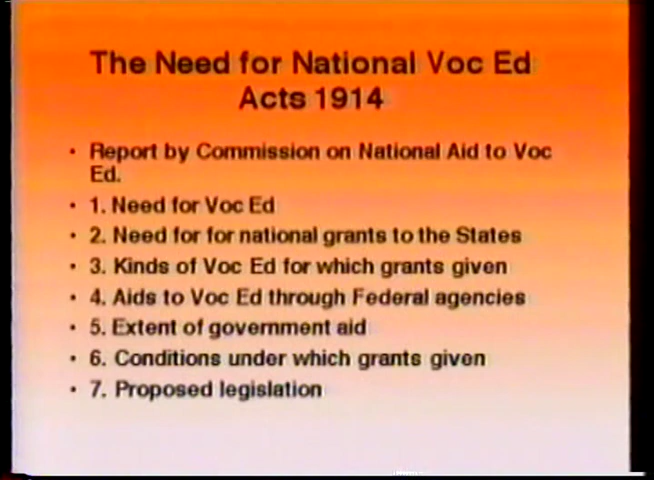 The Need for National Voc Ed
Acts 1914
• Report by Commission on National Aid to Voc
Ed.
• 1. Need for Voc Ed
• 2. Need for for national grants to the States
• 3. Kinds of Voc Ed for which grants given
• 4. Aids to Voc Ed through Federal agencies
• 5. Extent of government aid
• 6. Conditions under which grants given
• 7. Proposed legislation